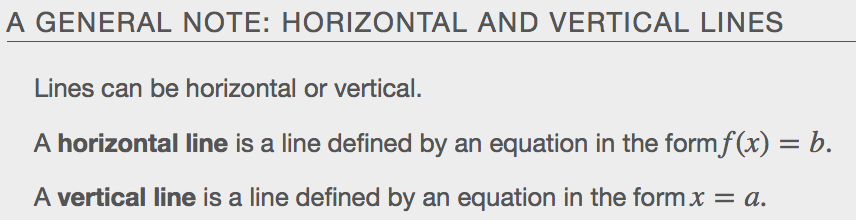 A GENERAL NOTE: HORIZONTAL AND VERTICAL LINES
Lines can be horizontal or vertical.
A horizontal line is a line defined by an equation in the form f(x) = b.
A vertical line is a line defined by an equation in the form x = a.